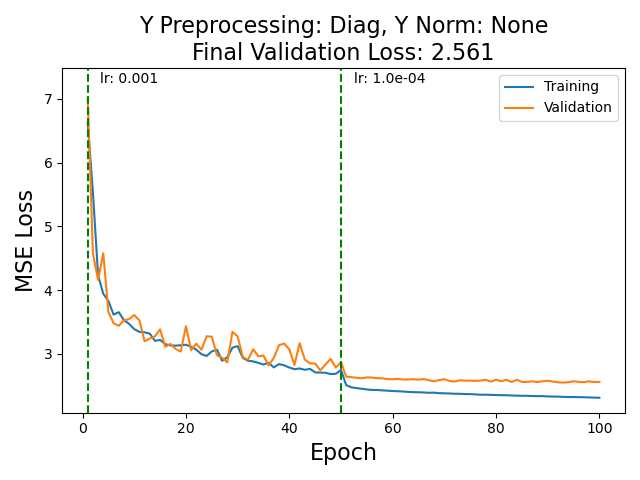 Y Preprocessing: Diag, Y Norm: None
Final Validation Loss: 2.561
lr: 0.001
lr: 1.0e-04
Training
Validation
MSE Loss
7
6
5
4
3
0
20
40
60
80
100
Epoch